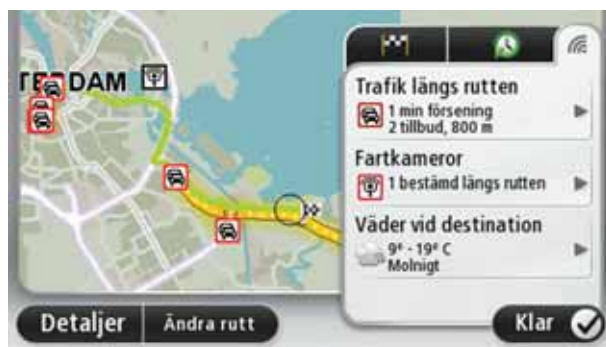 TERDAM
Trafik längs rutten
1 min försening
2 tillbud, 800 m
Fartkameror
1 bestämd längs rutten
Väder vid destination
9° - 19° C
Molnigt
Detaljer
Ändra rutt
Klar